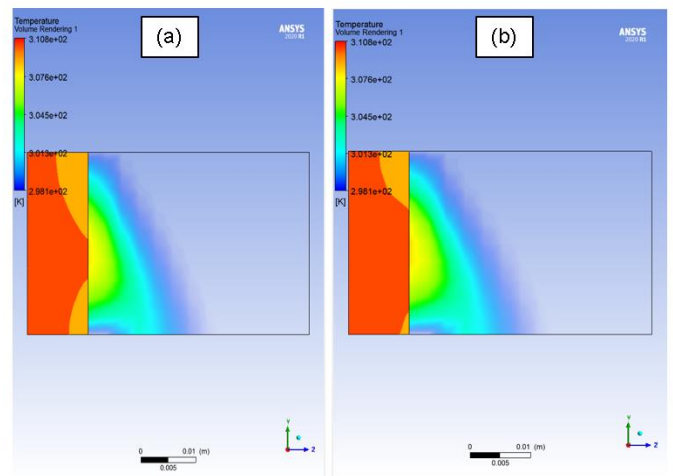 (a)
Temperature
Volume Rendering 1
3.108e+02
3.076e+02
3.045e+02
3.013e+02
2.981e+02
[K]
ANSYS
2020 R1
0 0.01 (m)
0.005
Y
Z
(b)
Temperature
Volume Rendering 1
3.108e+02
3.076e+02
3.045e+02
3.013e+02
2.981e+02
[K]
ANSYS
2020 R1
0 0.01 (m)
0.005
Y
Z